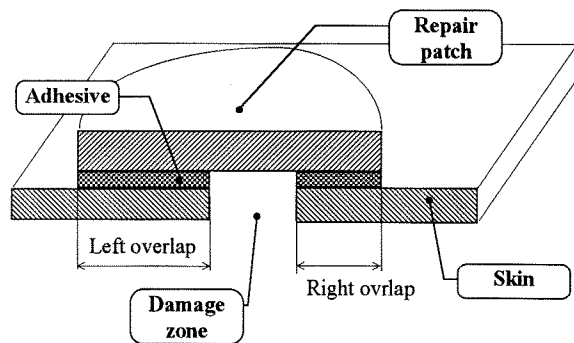 Repair
patch
Adhesive
Left overlap
Right ovrlap
Skin
Damage
zone